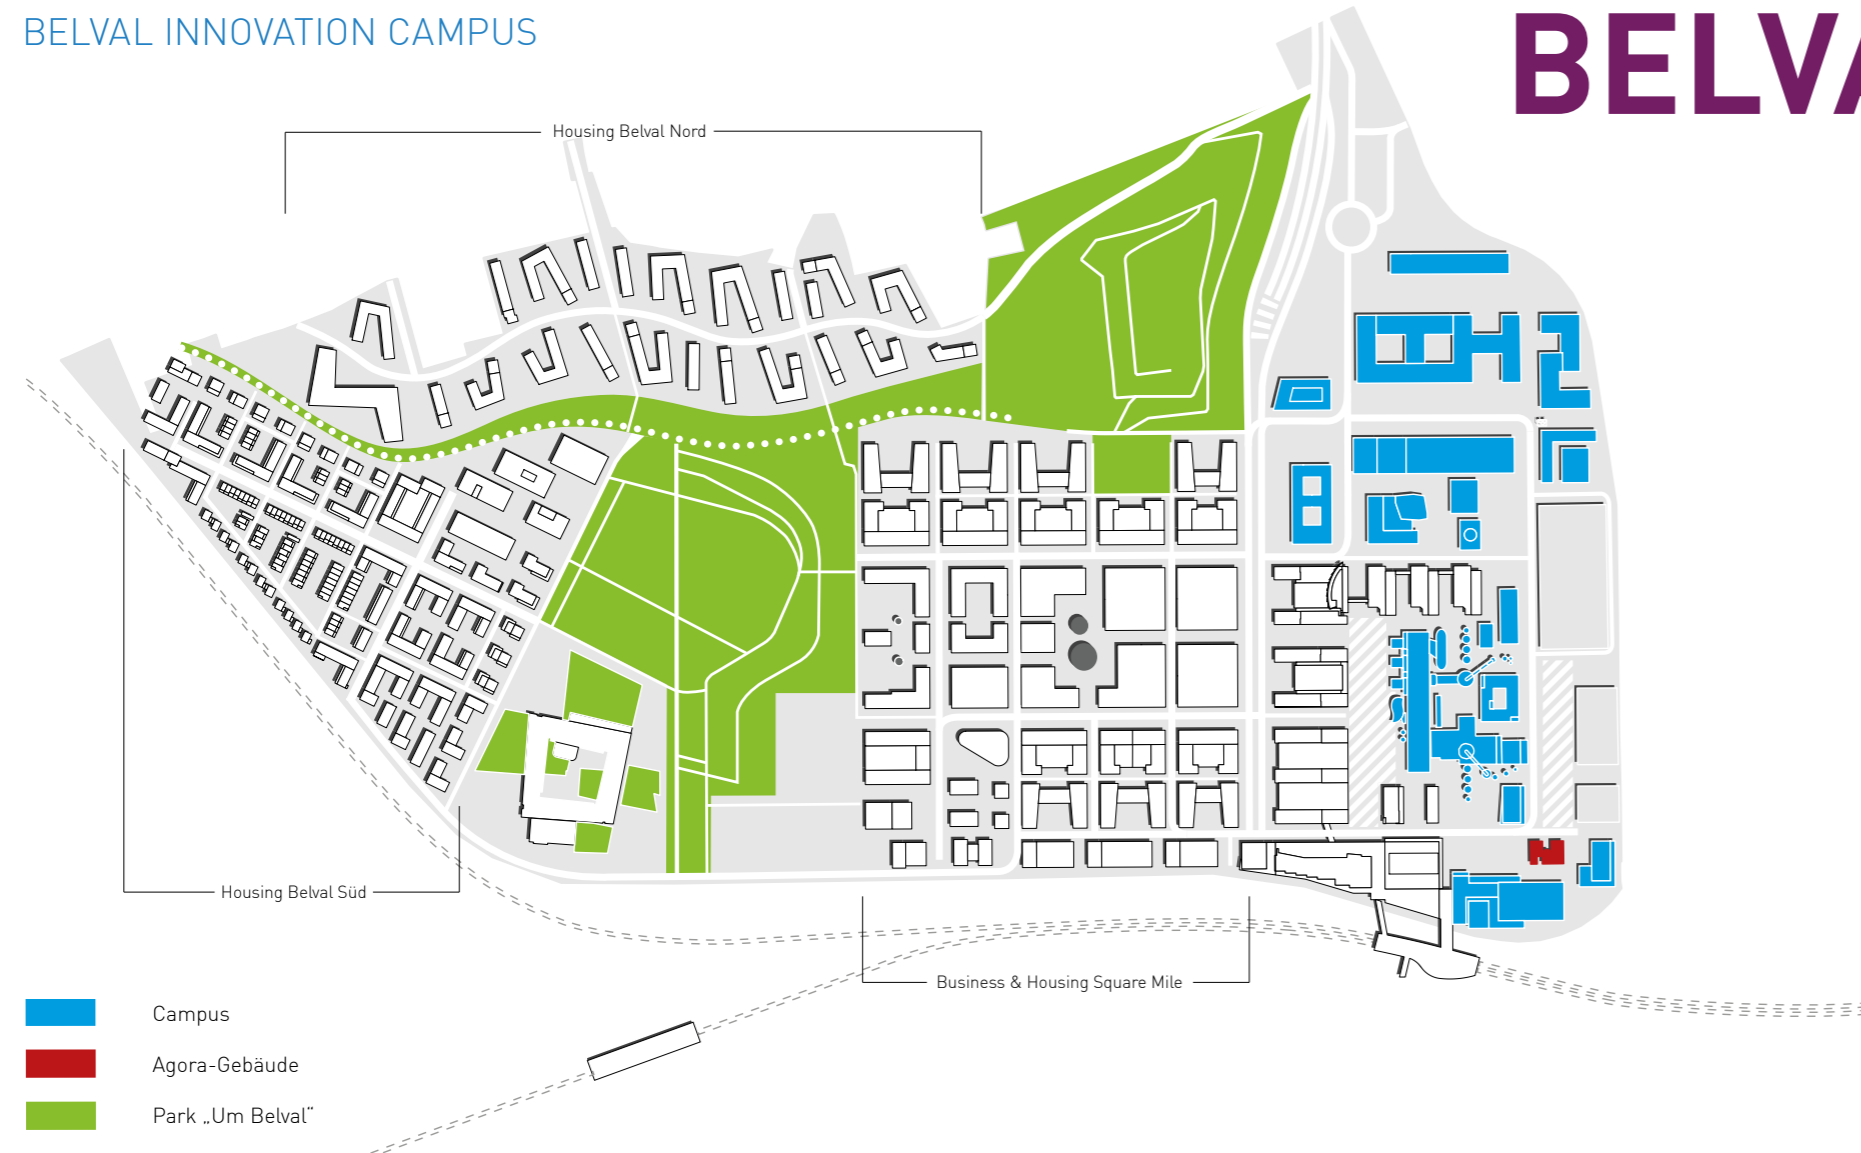 BELVAL INNOVATION CAMPUS
BELVA
Housing Belval Nord
Housing Belval Süd
Business & Housing Square Mile
Campus
Agora-Gebäude
Park „Um Belval“